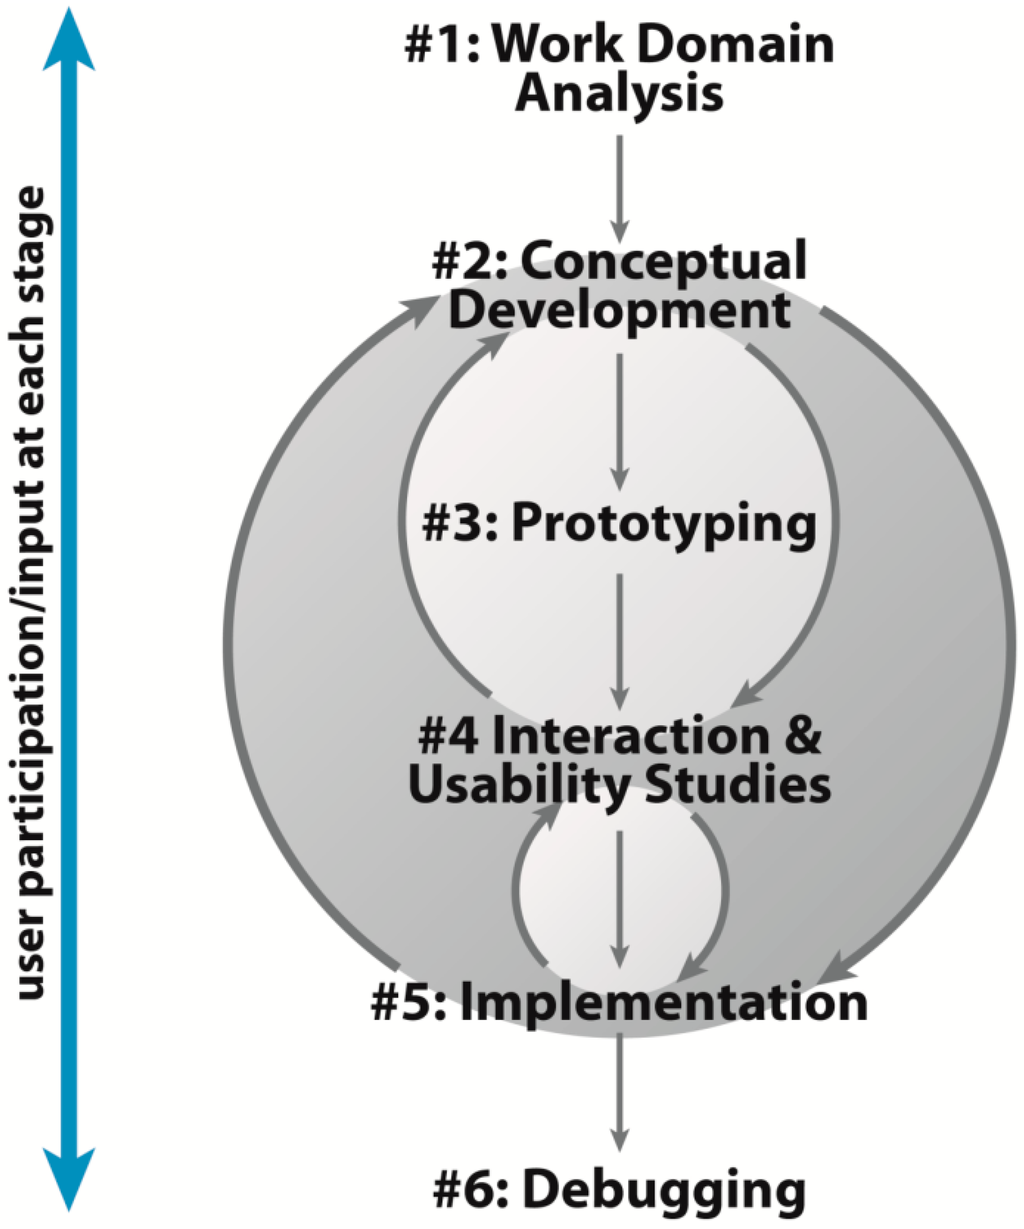 #1: Work Domain
Analysis
#2: Conceptual
Development
#3: Prototyping
#4 Interaction &
Usability Studies
#5: Implementation
#6: Debugging
user participation/input at each stage